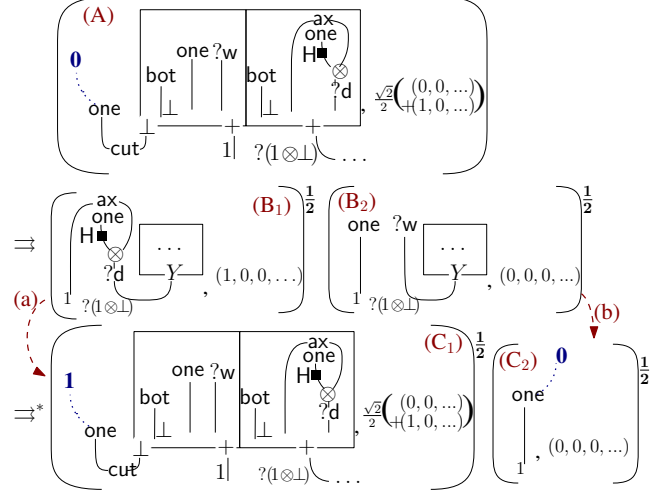 (A)
ax
0 one ?w one
H
bot bot ⊗
one ⊥ ⊥ ?d , √2/2 ( (0, 0, ...) +(1, 0, ...) )
cut ⊥ + +
1 ?(1⊗⊥) ...
⇉ ax (B₁) 1/2 (B₂) 1/2
one one ?w
H ... ...
⊗
?d Y , (1, 0, 0, ...) Y , (0, 0, 0, ...)
1 ?(1⊗⊥) 1 ?(1⊗⊥)
(a) (b)
ax (C₁) 1/2 (C₂) 1/2
1 one ?w one 0
H
bot bot ⊗ one
⇉* one ⊥ ⊥ ?d , √2/2 ( (0, 0, ...) +(1, 0, ...) ) , (0, 0, 0, ...)
cut ⊥ + + 1
1 ?(1⊗⊥) ...